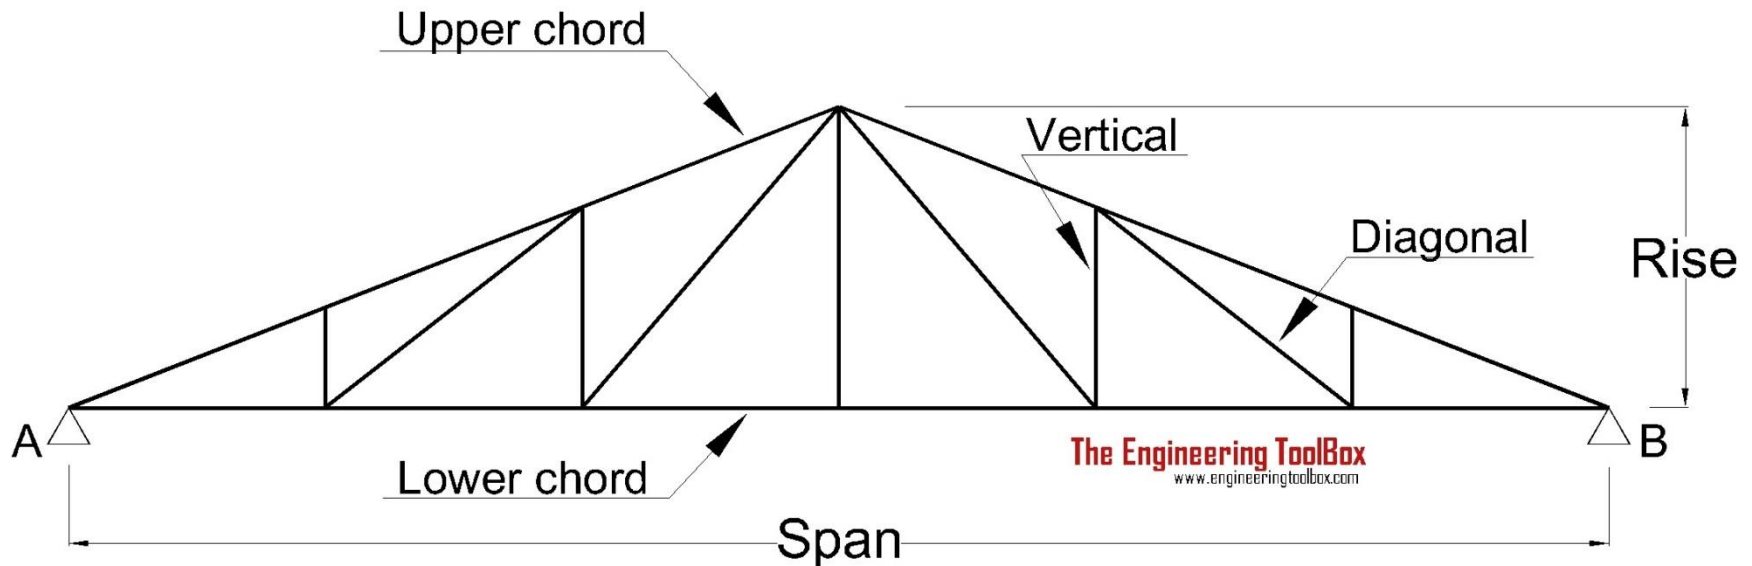 Upper chord
Vertical
Diagonal
Rise
A
B
Lower chord
The Engineering ToolBox
www.engineeringtoolbox.com
Span